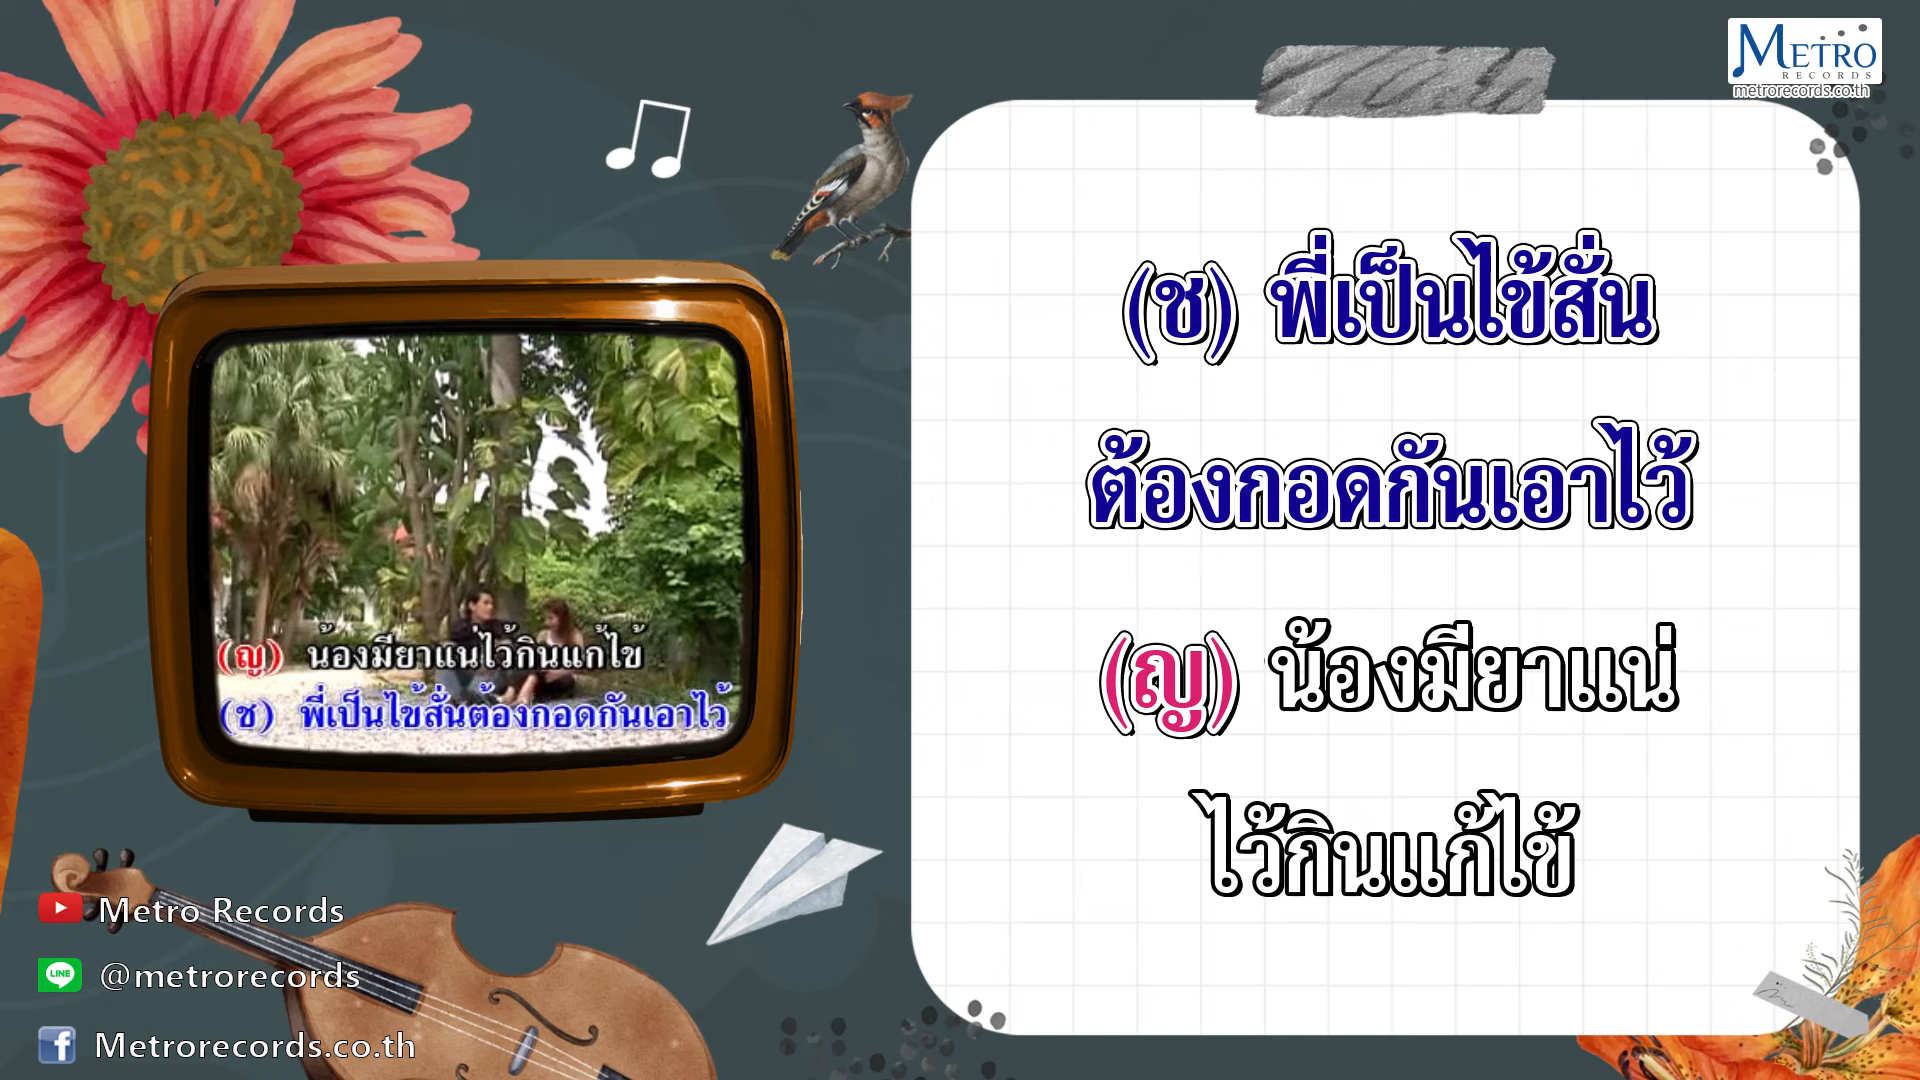 METRO
RECORDS
metrorecords.co.th
(ช) พี่เป็นไข้สั่น
ต้องกอดกันเอาไว้
(ญ) น้องมียาแน่
ไว้กินแก้ไข้
(ญ) น้องมียาแน่ไว้กินแก้ไข้
(ช) พี่เป็นไข้สั่นต้องกอดกันเอาไว้
Metro Records
LINE
@metrorecords
f
Metrorecords.co.th